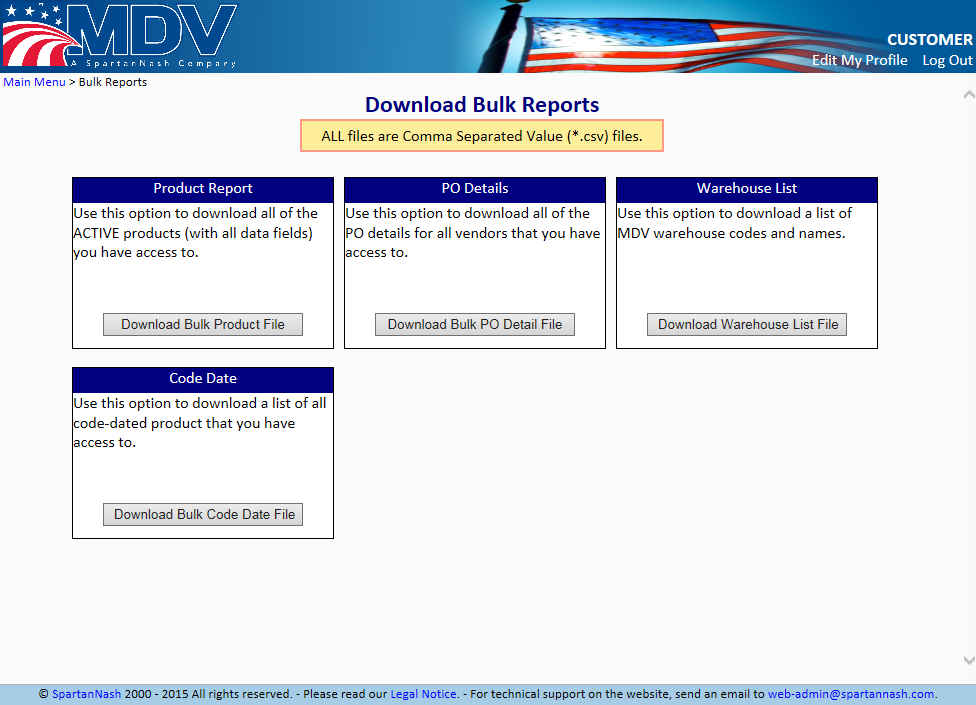 MDV
A SpartanNash Company
CUSTOMER
Edit My Profile Log Out
Main Menu > Bulk Reports
Download Bulk Reports
ALL files are Comma Separated Value (*.csv) files.
Product Report
Use this option to download all of the
ACTIVE products (with all data fields)
you have access to.
Download Bulk Product File
PO Details
Use this option to download all of the
PO details for all vendors that you have
access to.
Download Bulk PO Detail File
Warehouse List
Use this option to download a list of
MDV warehouse codes and names.
Download Warehouse List File
Code Date
Use this option to download a list of all
code-dated product that you have
access to.
Download Bulk Code Date File
© SpartanNash 2000 - 2015 All rights reserved. - Please read our Legal Notice. - For technical support on the website, send an email to web-admin@spartannash.com.